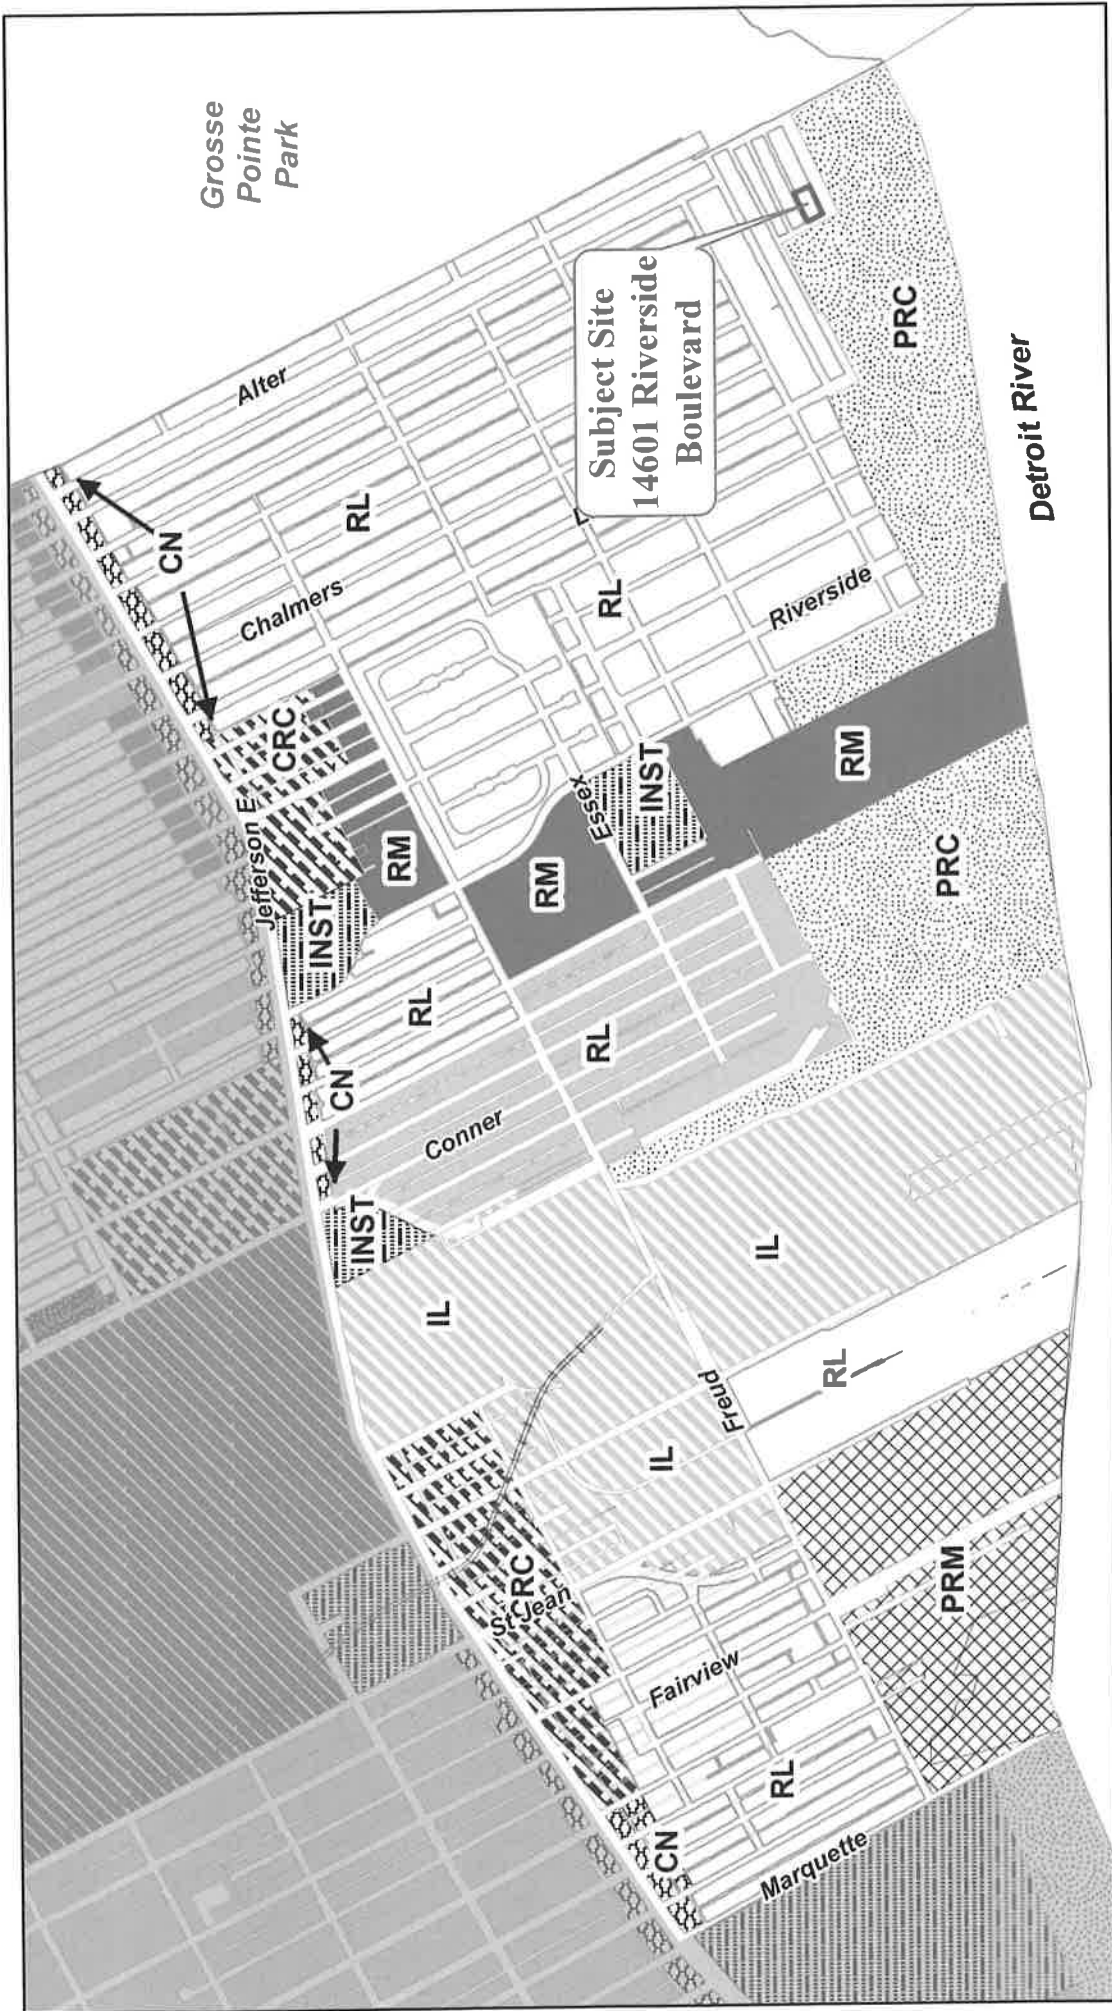 Grosse
Pointe
Park
CN
Alter
Jefferson E
CRC
Chalmers
INST
RL
CN
INST
RL
RM
IL
Conner
RL
CRC
St Jean
RM
Essex
RL
INST
Subject Site
14601 Riverside
Boulevard
IL
CN
Fairview
Freud
IL
RL
RL
Marquette
Riverside
RM
PRC
PRC
PRM
Detroit River